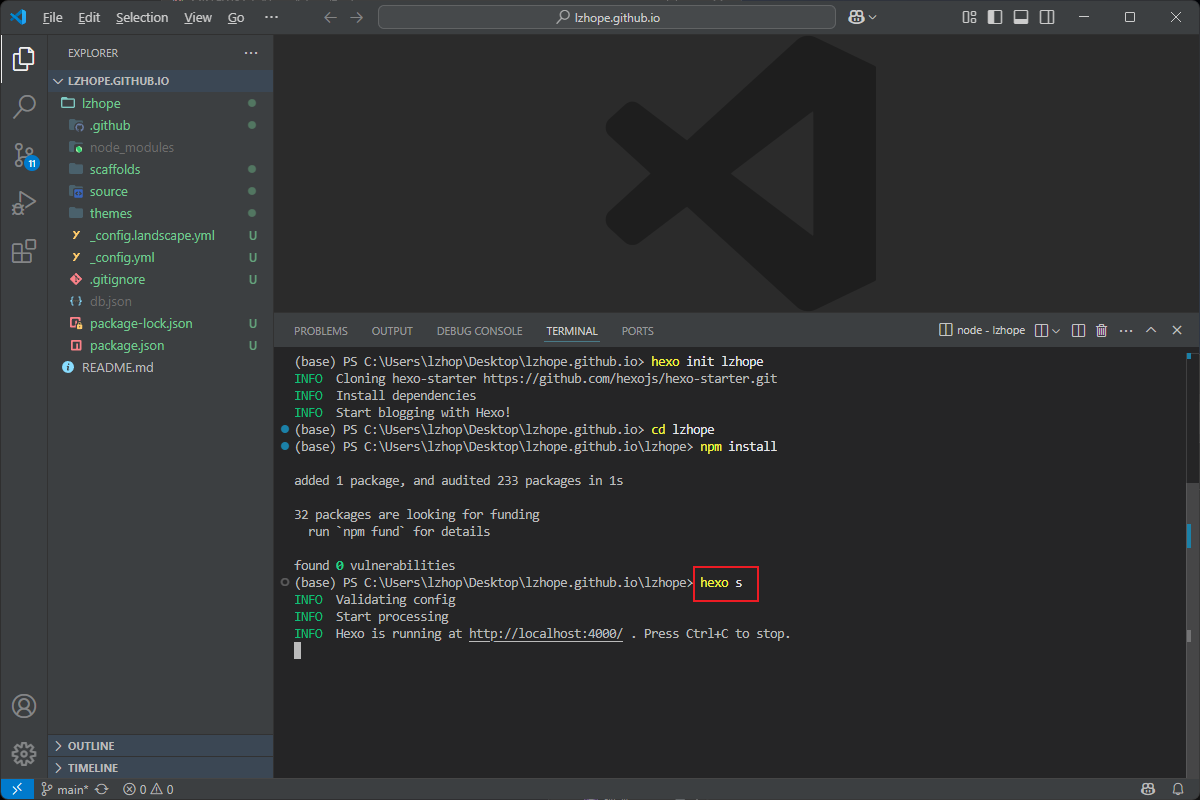 File Edit Selection View Go ···
lzhope.github.io
EXPLORER
LZHOPE.GITHUB.IO
lzhope
.github
node_modules
scaffolds
source
themes
_config.landscape.yml U
_config.yml U
.gitignore U
db.json
package-lock.json U
package.json U
README.md
11
OUTLINE
TIMELINE
PROBLEMS OUTPUT DEBUG CONSOLE TERMINAL PORTS
node - lzhope
(base) PS C:\Users\lzhop\Desktop\lzhope.github.io> hexo init lzhope
INFO Cloning hexo-starter https://github.com/hexojs/hexo-starter.git
INFO Install dependencies
INFO Start blogging with Hexo!
(base) PS C:\Users\lzhop\Desktop\lzhope.github.io> cd lzhope
(base) PS C:\Users\lzhop\Desktop\lzhope.github.io\lzhope> npm install
added 1 package, and audited 233 packages in 1s
32 packages are looking for funding
run `npm fund` for details
found 0 vulnerabilities
(base) PS C:\Users\lzhop\Desktop\lzhope.github.io\lzhope> hexo s
INFO Validating config
INFO Start processing
INFO Hexo is running at http://localhost:4000/ . Press Ctrl+C to stop.
main* 0 0